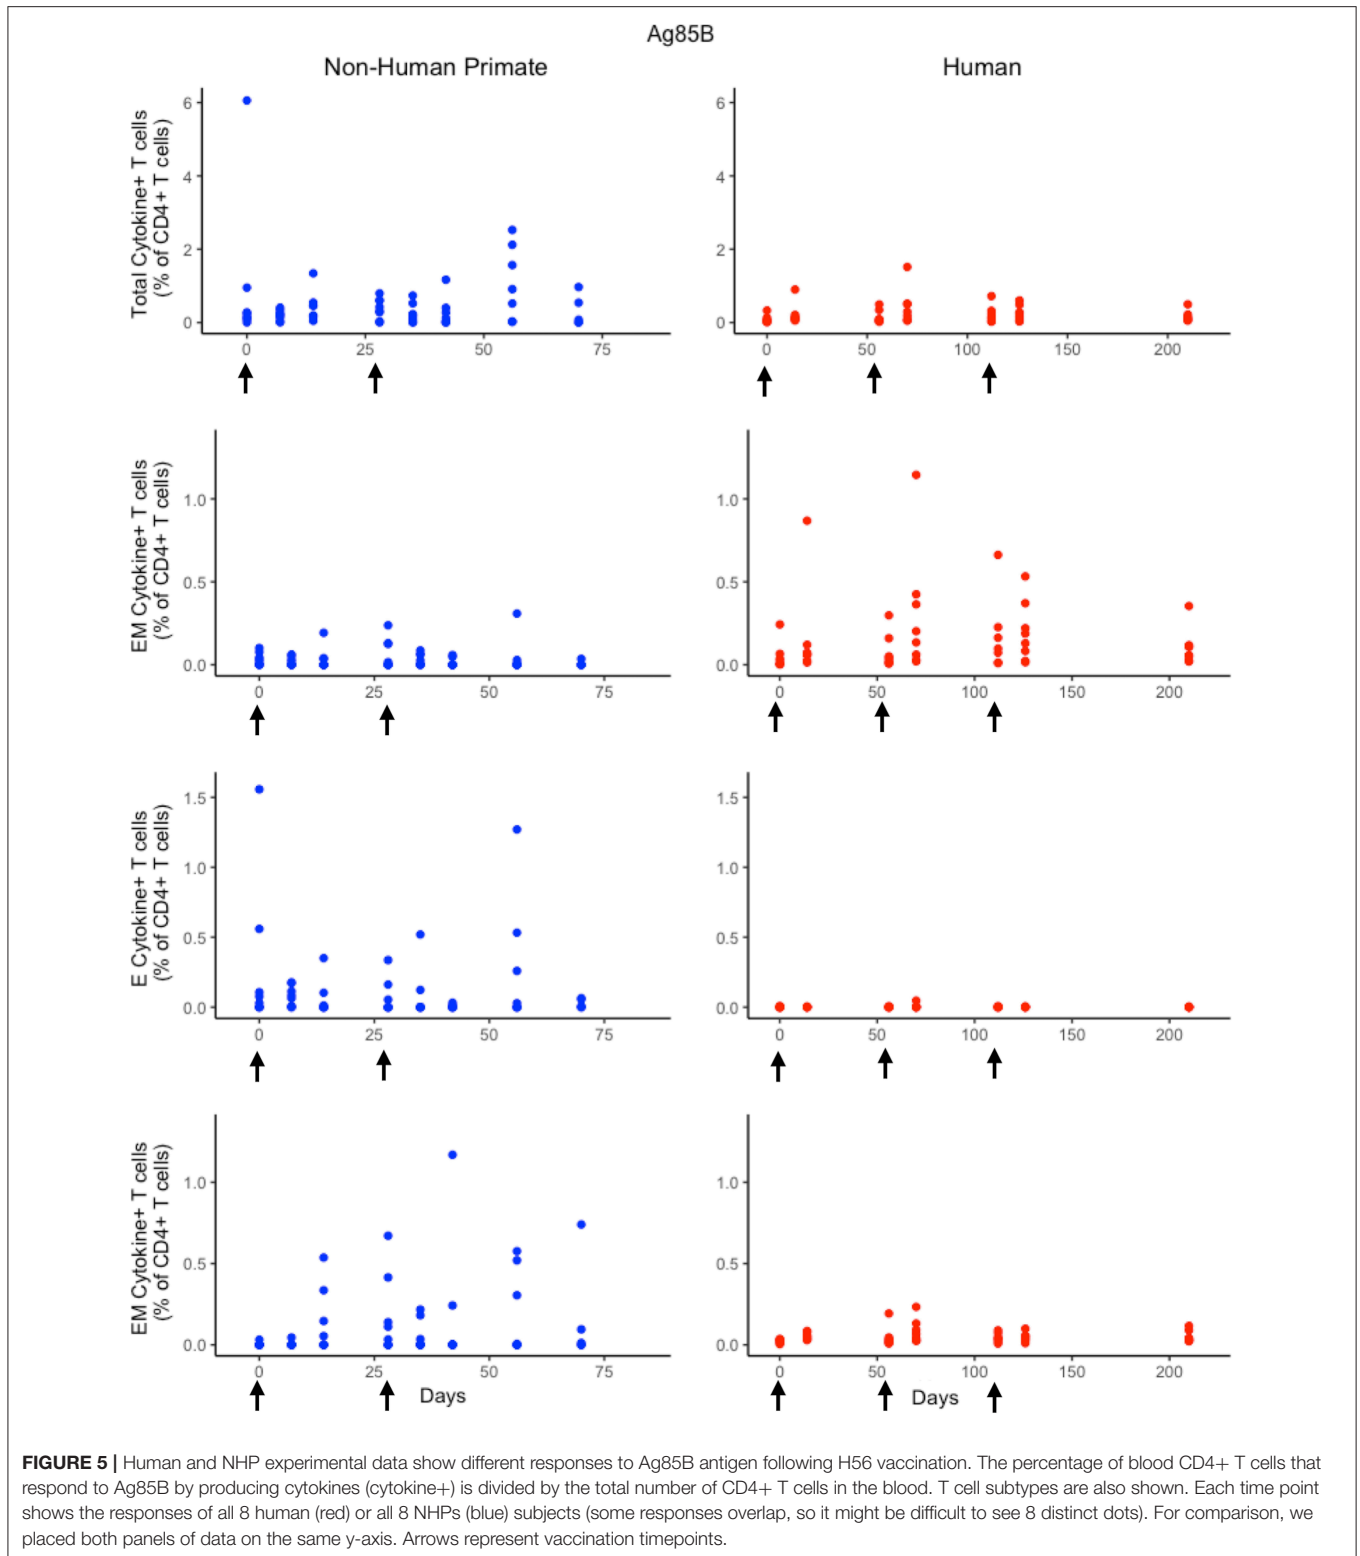 Ag85B
Non-Human Primate
Human
Total Cytokine+ T cells
(% of CD4+ T cells)
6
4
2
0
0 25 50 75
6
4
2
0
0 50 100 150 200
EM Cytokine+ T cells
(% of CD4+ T cells)
1.0
0.5
0.0
0 25 50 75
1.0
0.5
0.0
0 50 100 150 200
E Cytokine+ T cells
(% of CD4+ T cells)
1.5
1.0
0.5
0.0
0 25 50 75
1.5
1.0
0.5
0.0
0 50 100 150 200
EM Cytokine+ T cells
(% of CD4+ T cells)
1.0
0.5
0.0
0 25 50 75
Days
1.0
0.5
0.0
0 50 100 150 200
Days
FIGURE 5 | Human and NHP experimental data show different responses to Ag85B antigen following H56 vaccination. The percentage of blood CD4+ T cells that
respond to Ag85B by producing cytokines (cytokine+) is divided by the total number of CD4+ T cells in the blood. T cell subtypes are also shown. Each time point
shows the responses of all 8 human (red) or all 8 NHPs (blue) subjects (some responses overlap, so it might be difficult to see 8 distinct dots). For comparison, we
placed both panels of data on the same y-axis. Arrows represent vaccination timepoints.